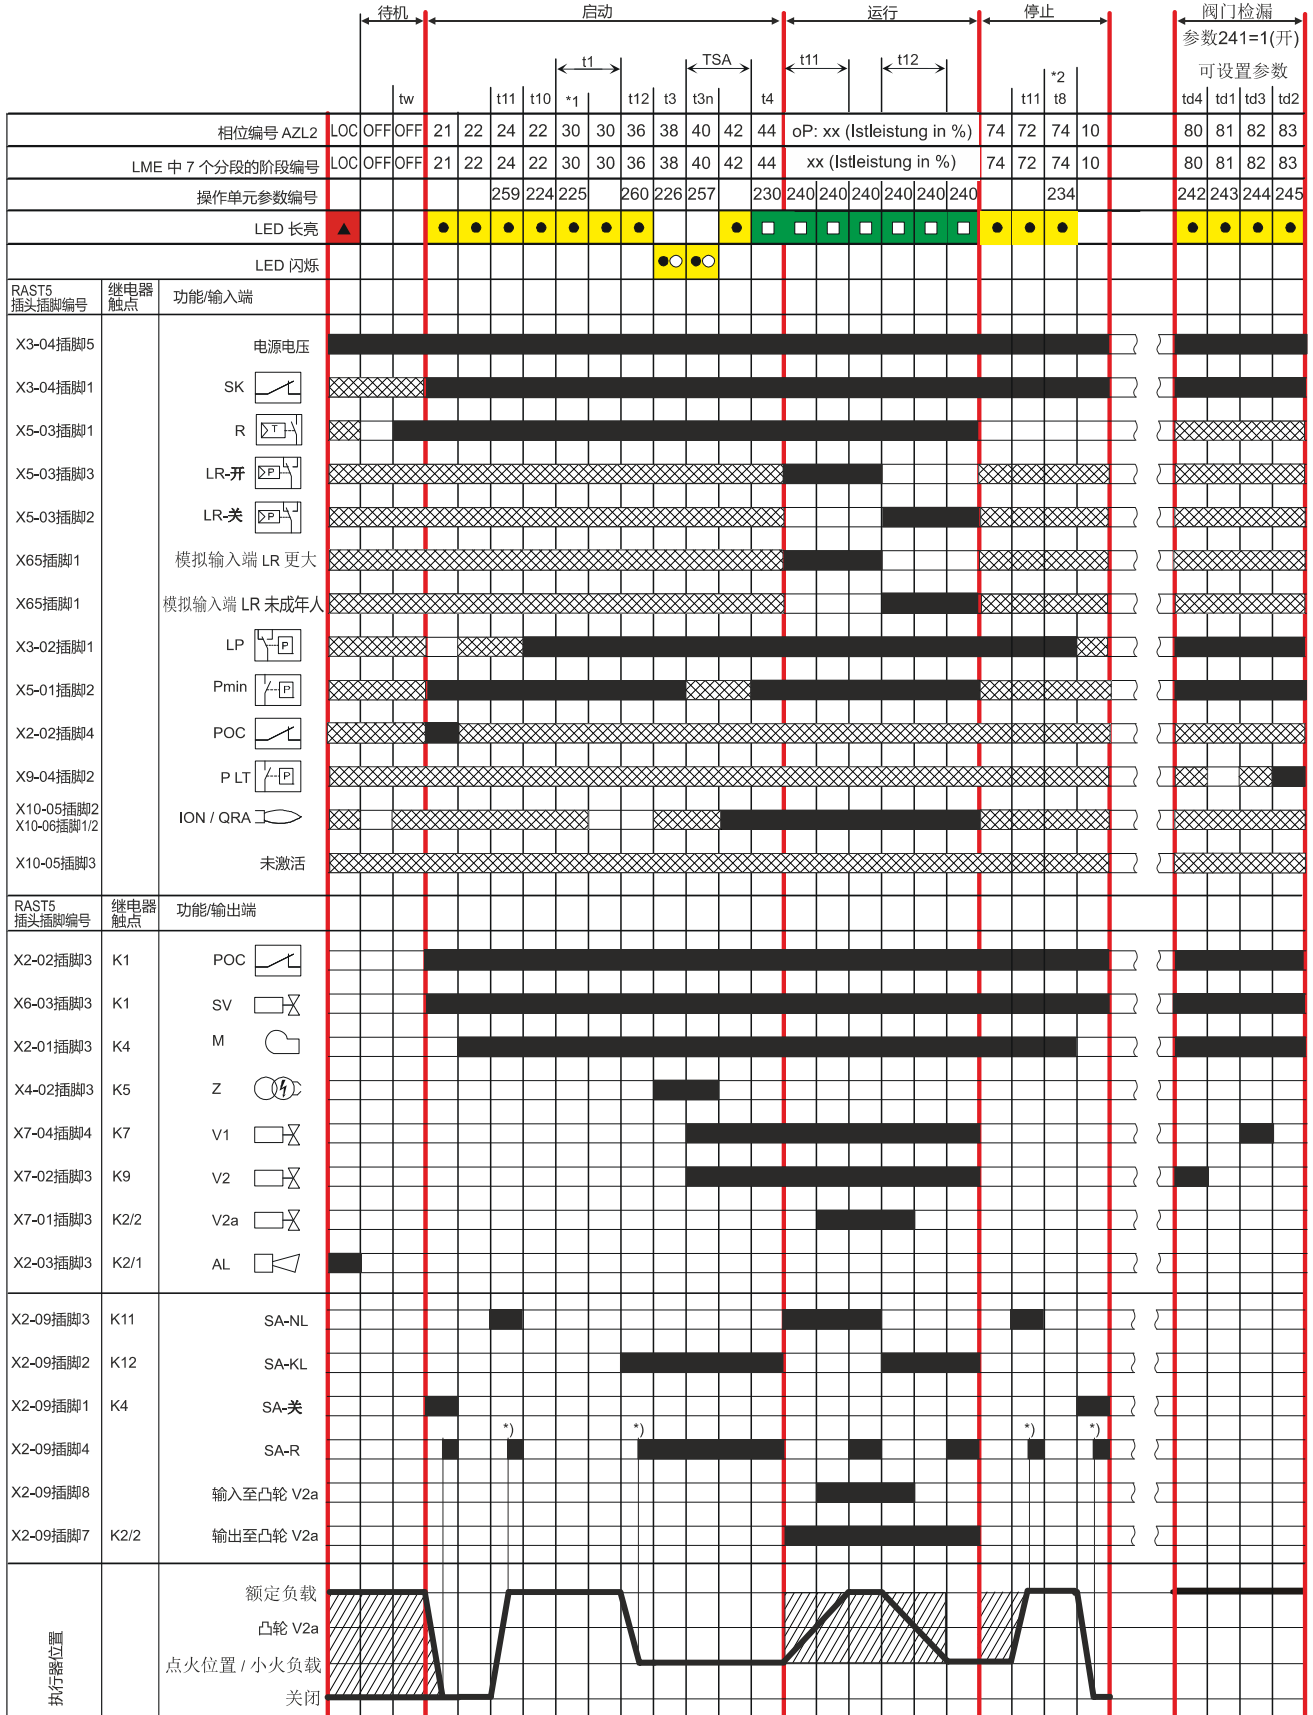 待机 启动 运行 停止 阀门检漏
参数241=1(开)
t1 TSA t11 t12 可设置参数
*2
tw t11 t10 *1 t12 t3 t3n t4 t11 t8 td4 td1 td3 td2
相位编号 AZL2 LOC OFF OFF 21 22 24 22 30 30 36 38 40 42 44 oP: xx (Istleistung in %) 74 72 74 10 80 81 82 83
LME 中 7 个分段的阶段编号 LOC OFF OFF 21 22 24 22 30 30 36 38 40 42 44 xx (Istleistung in %) 74 72 74 10 80 81 82 83
操作单元参数编号 259 224 225 260 226 257 230 240 240 240 240 240 240 234 242 243 244 245
LED 长亮
LED 闪烁
RAST5 插头插脚编号 继电器触点 功能/输入端
X3-04插脚5 电源电压
X3-04插脚1 SK
X5-03插脚1 R T
X5-03插脚3 LR-开 P
X5-03插脚2 LR-关 P
X65插脚1 模拟输入端 LR 更大
X65插脚1 模拟输入端 LR 未成年人
X3-02插脚1 LP P
X5-01插脚2 Pmin P
X2-02插脚4 POC
X9-04插脚2 P LT P
X10-05插脚2
X10-06插脚1/2 ION / QRA
X10-05插脚3 未激活
RAST5 插头插脚编号 继电器触点 功能/输出端
X2-02插脚3 K1 POC
X6-03插脚3 K1 SV
X2-01插脚3 K4 M
X4-02插脚3 K5 Z
X7-04插脚4 K7 V1
X7-02插脚3 K9 V2
X7-01插脚3 K2/2 V2a
X2-03插脚3 K2/1 AL
X2-09插脚3 K11 SA-NL
X2-09插脚2 K12 SA-KL
X2-09插脚1 K4 SA-关
*) *) *) *)
X2-09插脚4 SA-R
X2-09插脚8 输入至凸轮 V2a
X2-09插脚7 K2/2 输出至凸轮 V2a
执行器位置
额定负载
凸轮 V2a
点火位置 / 小火负载
关闭